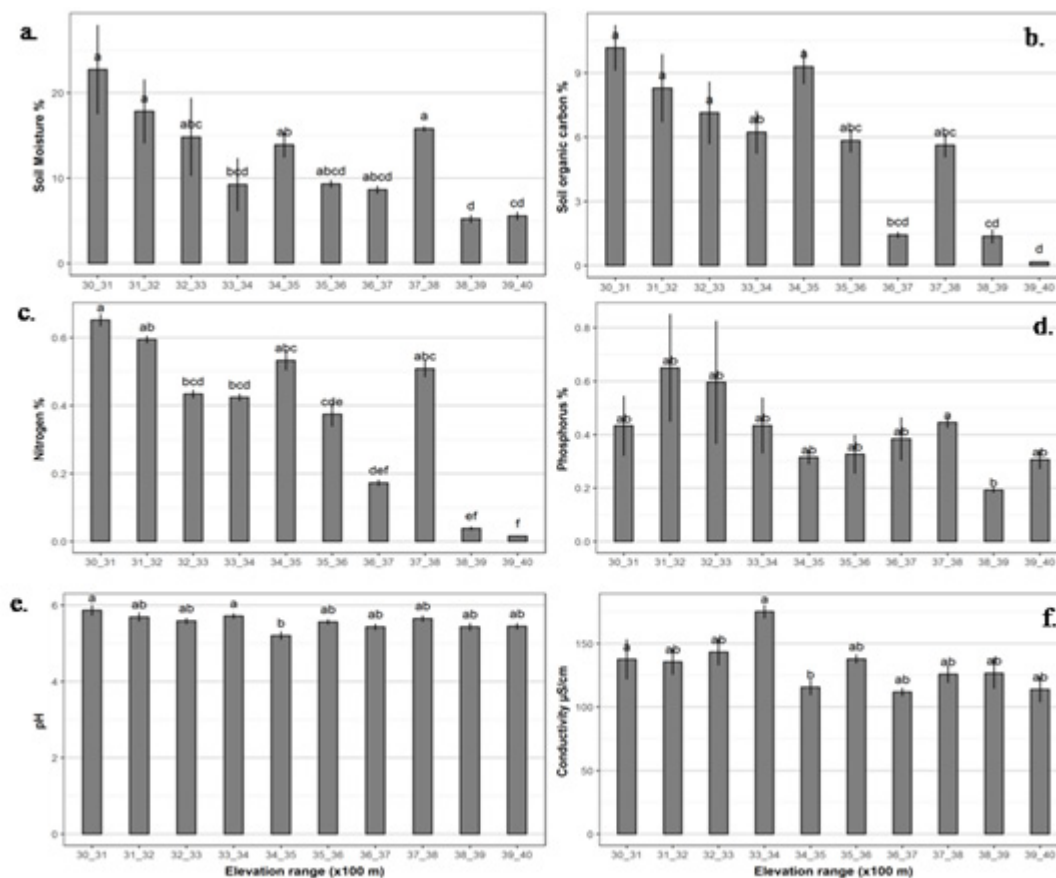 a.
Soil Moisture %
20
10
0
a a abc bcd ab abcd abcd a d cd
30_31 31_32 32_33 33_34 34_35 35_36 36_37 37_38 38_39 39_40
b.
Soil organic carbon %
9
6
3
0
a a a ab a abc bcd abc cd d
30_31 31_32 32_33 33_34 34_35 35_36 36_37 37_38 38_39 39_40
c.
Nitrogen %
0.6
0.4
0.2
0.0
a ab bcd bcd abc cde def abc ef f
30_31 31_32 32_33 33_34 34_35 35_36 36_37 37_38 38_39 39_40
d.
Phosphorus %
0.8
0.6
0.4
0.2
0.0
ab ab ab ab ab ab ab a b ab
30_31 31_32 32_33 33_34 34_35 35_36 36_37 37_38 38_39 39_40
e.
pH
6
4
2
0
a ab ab a b ab ab ab ab ab
30_31 31_32 32_33 33_34 34_35 35_36 36_37 37_38 38_39 39_40
Elevation range (x100 m)
f.
Conductivity µS/cm
150
100
50
0
a ab ab a b ab ab ab ab ab
30_31 31_32 32_33 33_34 34_35 35_36 36_37 37_38 38_39 39_40
Elevation range (x100 m)